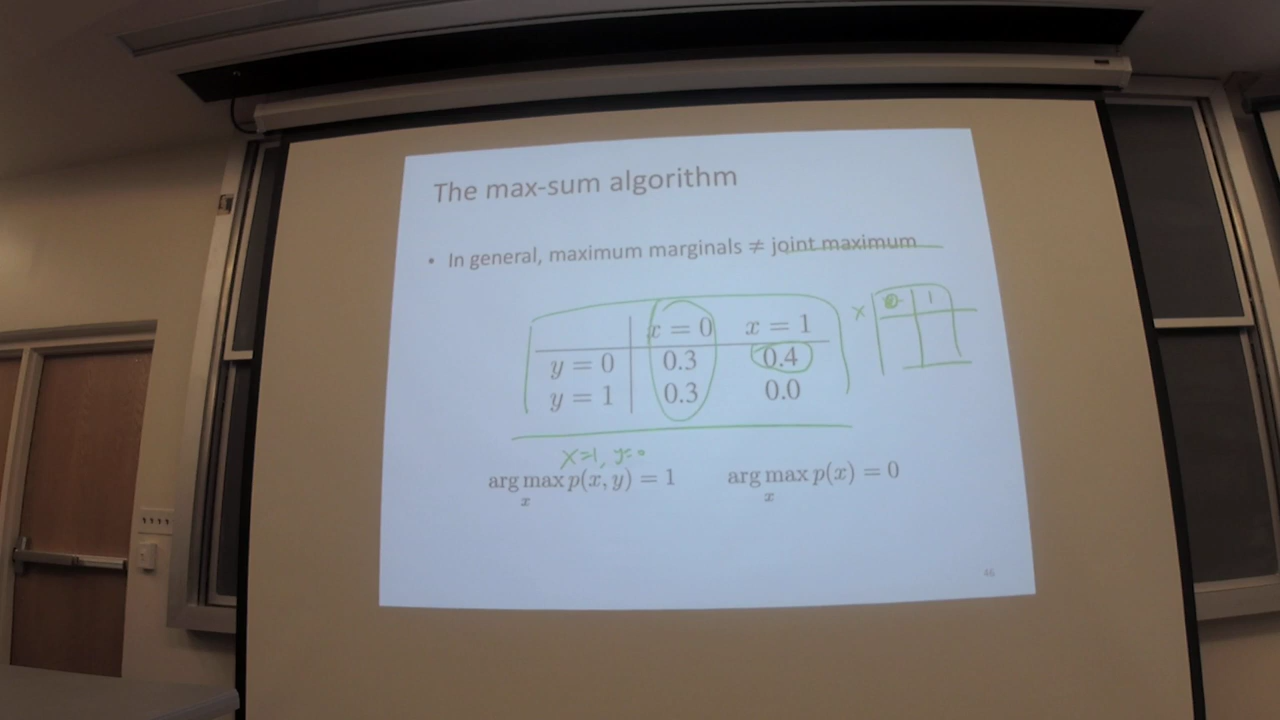 The max-sum algorithm
• In general, maximum marginals ≠ joint maximum
x = 0 x = 1
y = 0 0.3 0.4
y = 1 0.3 0.0
x 0 1
x=1, y=0
arg max p(x, y) = 1 arg max p(x) = 0
x x
46